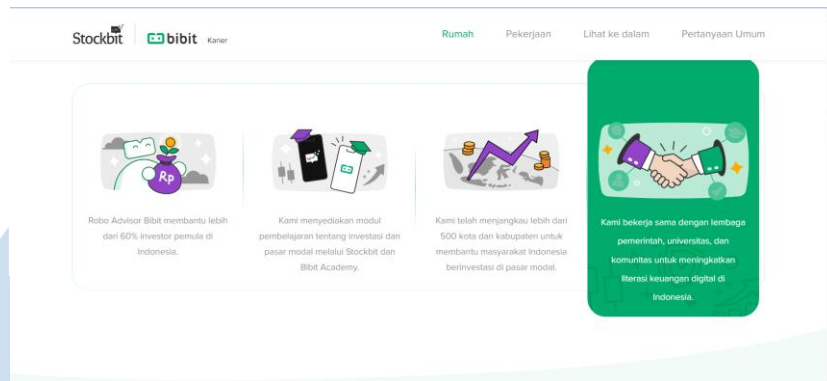 Stockbit bibit Karier
Rumah Pekerjaan Lihat ke dalam Pertanyaan Umum
Rp
Robo Advisor Bibit membantu lebih
dari 60% investor pemula di
Indonesia.
Kami menyediakan modul
pembelajaran tentang investasi dan
pasar modal melalui Stockbit dan
Bibit Academy.
Kami telah menjangkau lebih dari
500 kota dan kabupaten untuk
membantu masyarakat Indonesia
berinvestasi di pasar modal.
Kami bekerja sama dengan lembaga
pemerintah, universitas, dan
komunitas untuk meningkatkan
literasi keuangan digital di
Indonesia.